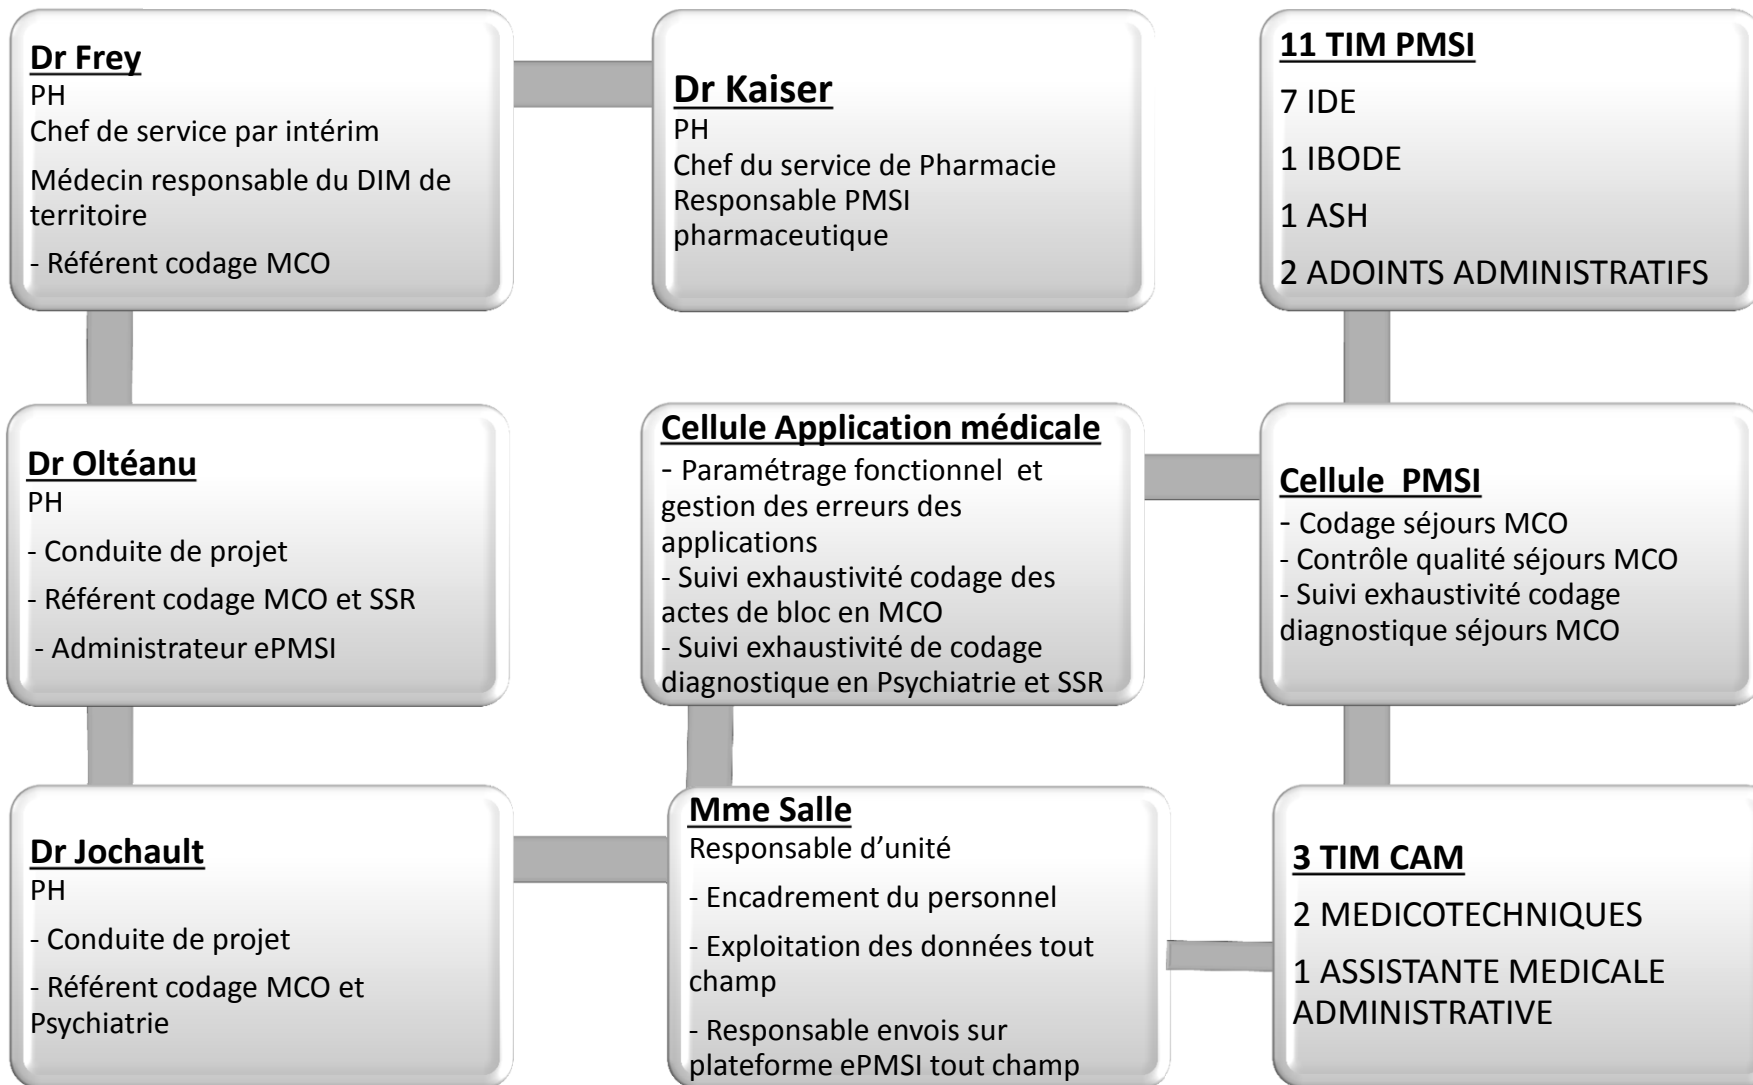 Dr Frey
PH
Chef de service par intérim
Médecin responsable du DIM de
territoire
- Référent codage MCO
Dr Kaiser
PH
Chef du service de Pharmacie
Responsable PMSI
pharmaceutique
11 TIM PMSI
7 IDE
1 IBODE
1 ASH
2 ADOINTS ADMINISTRATIFS
Dr Oltéanu
PH
- Conduite de projet
- Référent codage MCO et SSR
- Administrateur ePMSI
Cellule Application médicale
- Paramétrage fonctionnel et
gestion des erreurs des
applications
- Suivi exhaustivité codage des
actes de bloc en MCO
- Suivi exhaustivité de codage
diagnostique en Psychiatrie et SSR
Cellule PMSI
- Codage séjours MCO
- Contrôle qualité séjours MCO
- Suivi exhaustivité codage
diagnostique séjours MCO
Dr Jochault
PH
- Conduite de projet
- Référent codage MCO et
Psychiatrie
Mme Salle
Responsable d’unité
- Encadrement du personnel
- Exploitation des données tout
champ
- Responsable envois sur
plateforme ePMSI tout champ
3 TIM CAM
2 MEDICOTECHNIQUES
1 ASSISTANTE MEDICALE
ADMINISTRATIVE